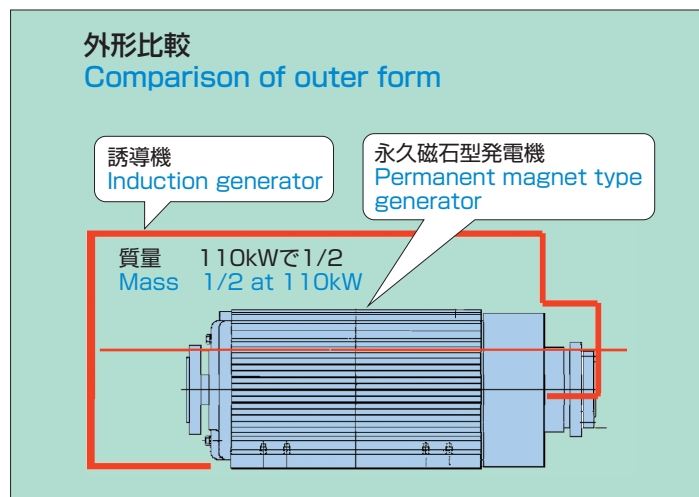 外形比較
Comparison of outer form
誘導機
Induction generator
永久磁石型発電機
Permanent magnet type
generator
質量 110kWで1/2
Mass 1/2 at 110kW